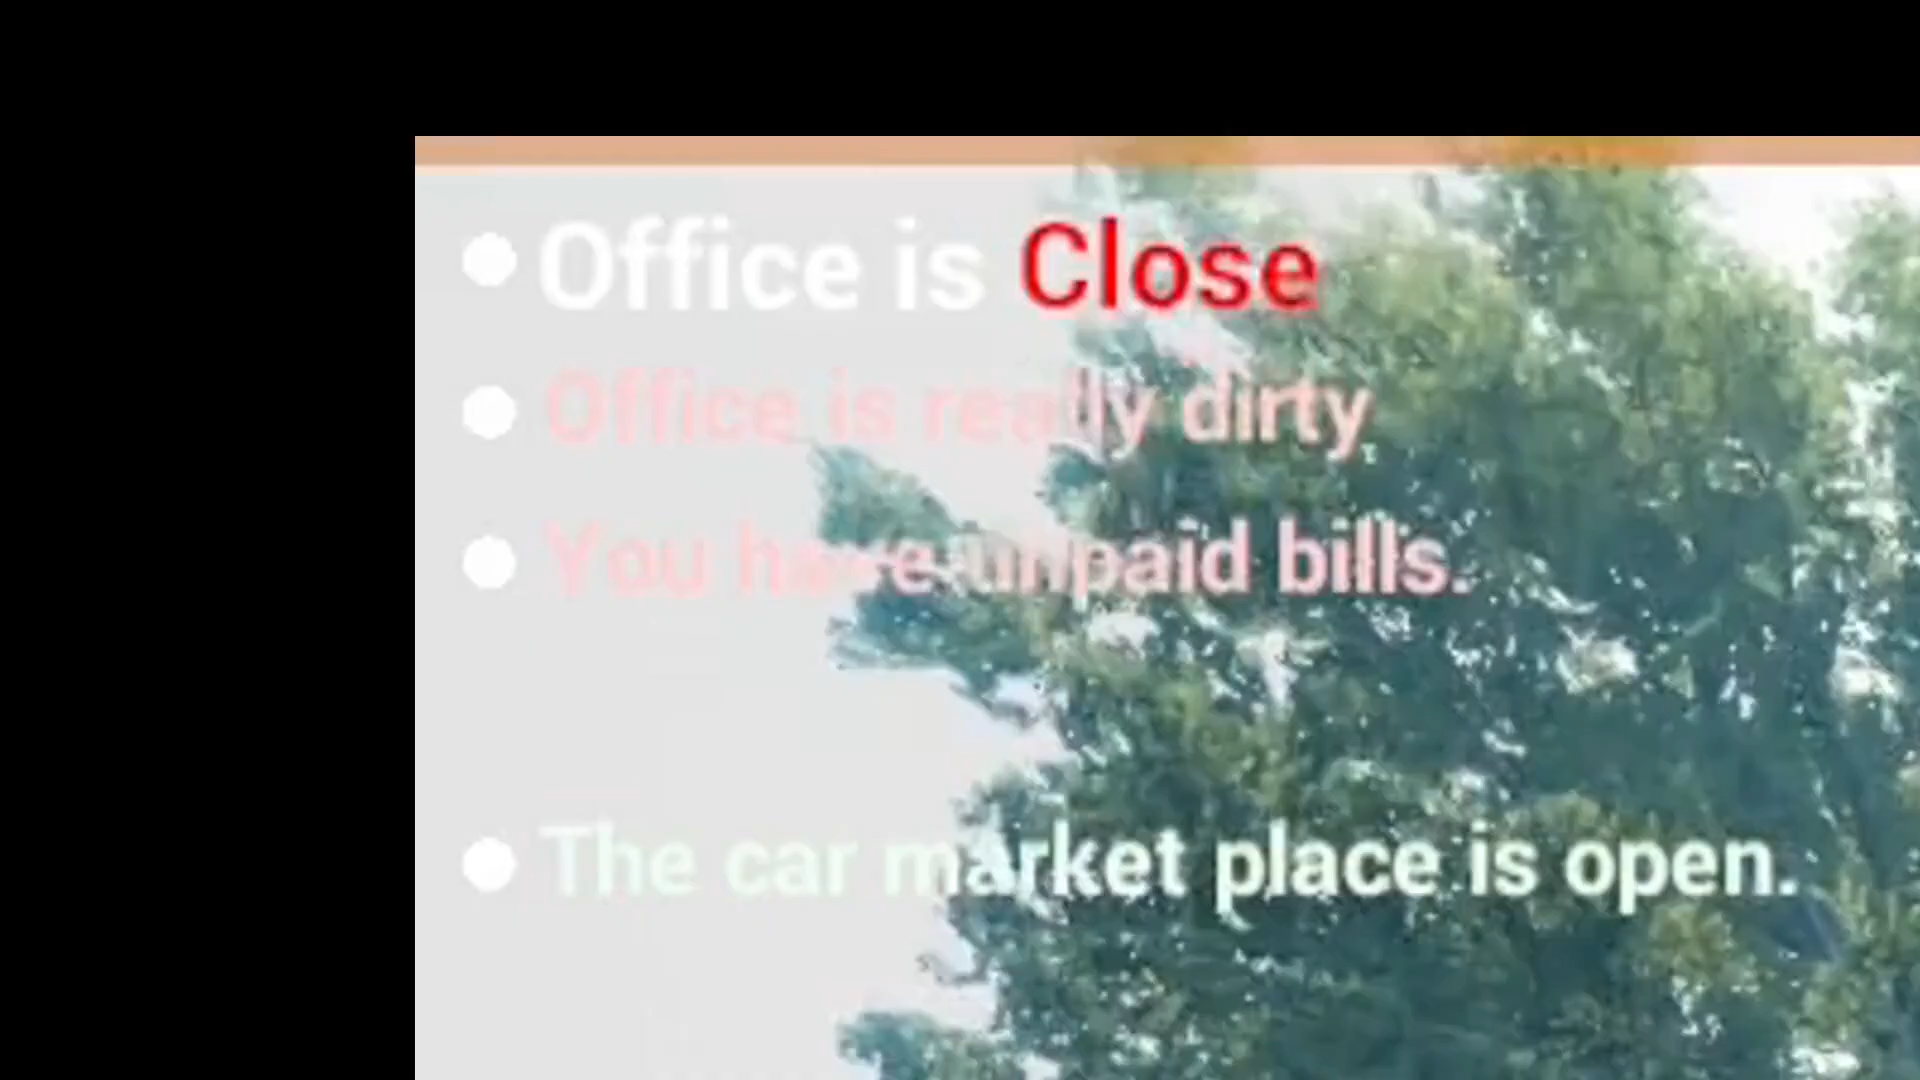 Office is Close
Office is really dirty
You have unpaid bills.
The car market place is open.